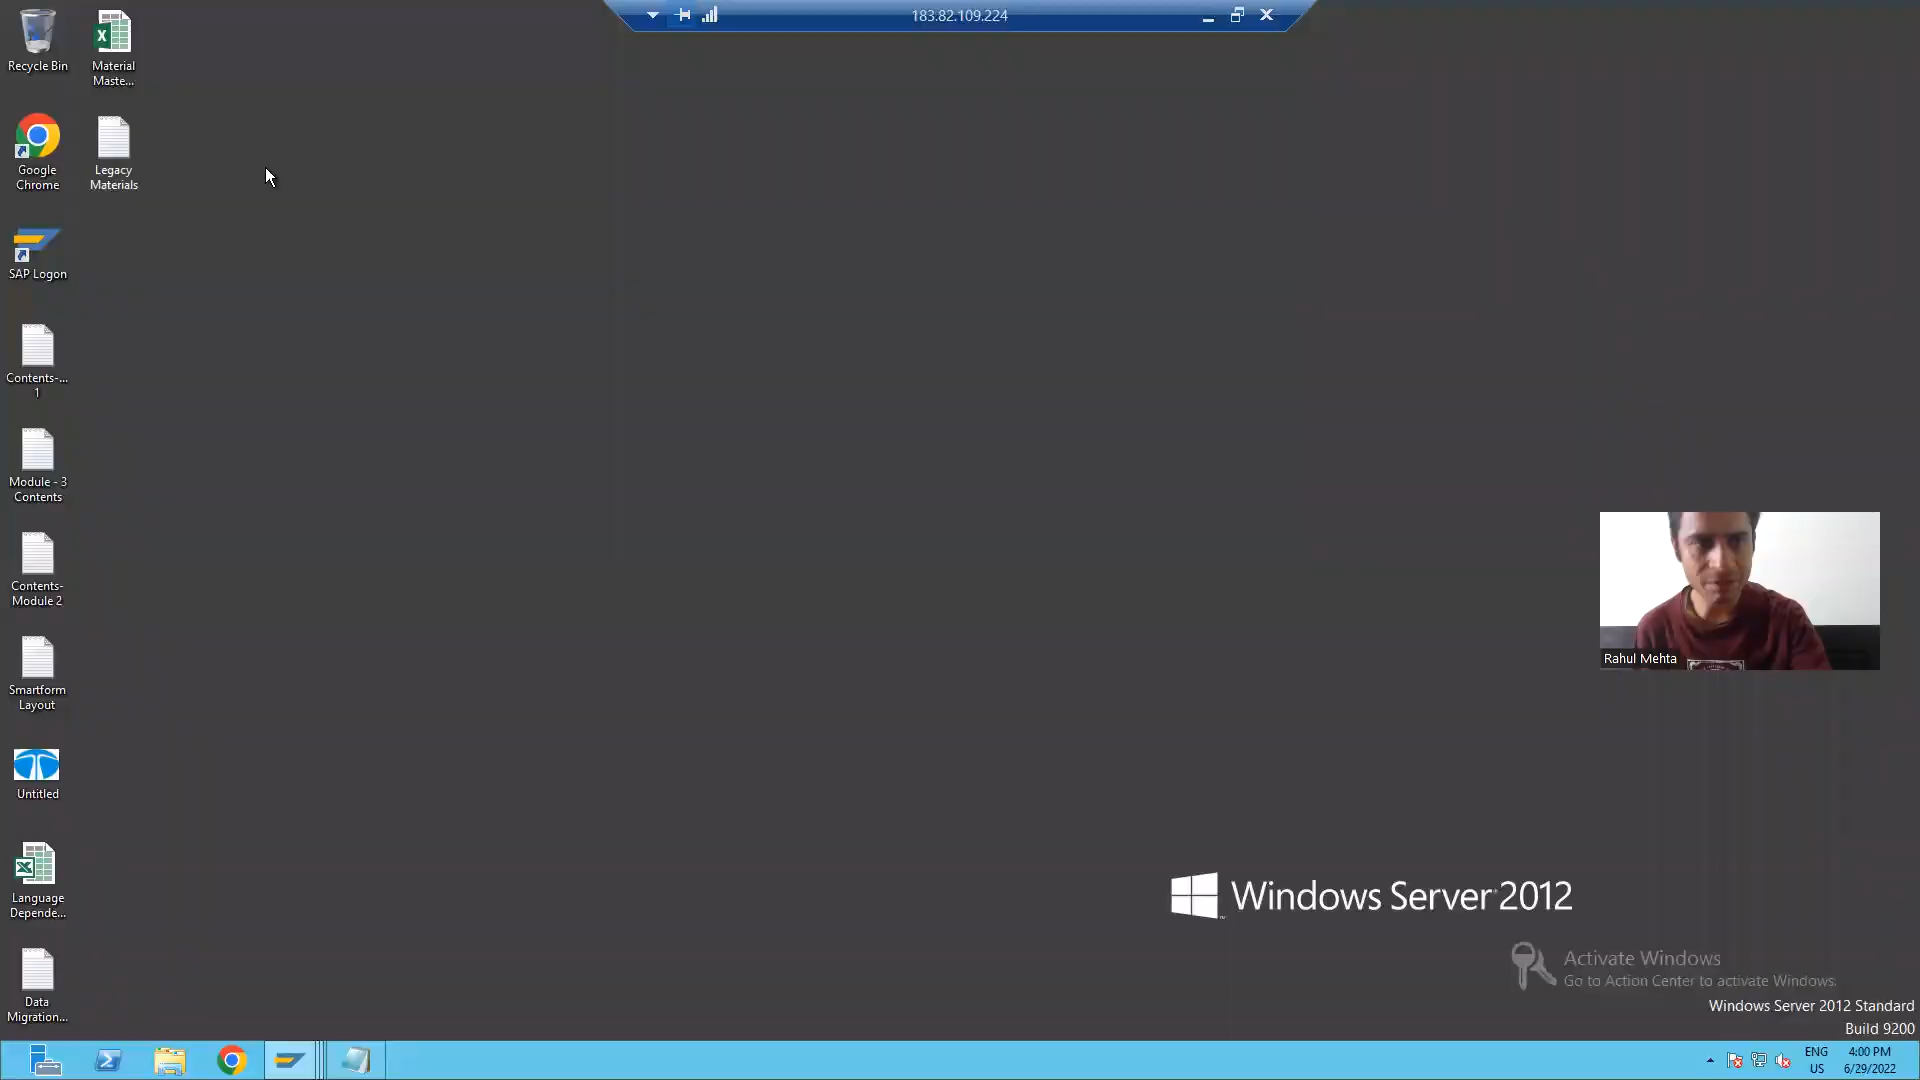 183.82.109.224
Recycle Bin
Material
Maste...
Google
Chrome
Legacy
Materials
SAP Logon
Contents-...
1
Module - 3
Contents
Contents-
Module 2
Smartform
Layout
Untitled
Language
Depende...
Data
Migration...
Rahul Mehta
Windows Server 2012
Activate Windows
Go to Action Center to activate Windows.
Windows Server 2012 Standard
Build 9200
ENG
US
4:00 PM
6/29/2022